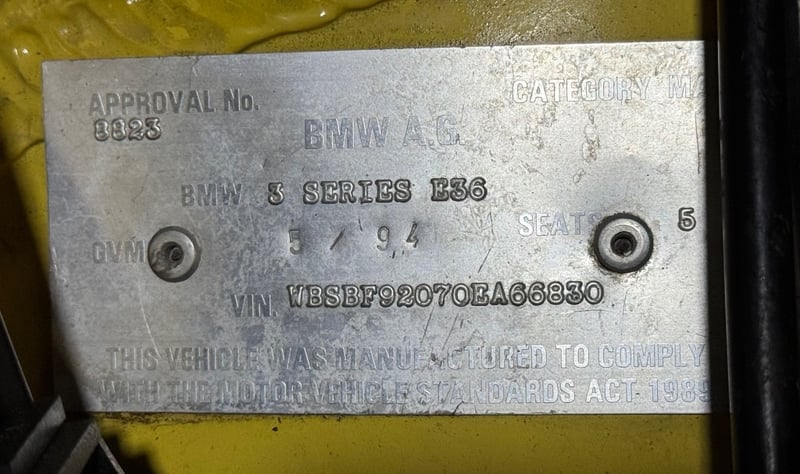 APPROVAL No. CATEGORY MA
8823
BMW A.G.
BMW 3 SERIES E36
SEATS 5
GVM 5 / 94
VIN. WBSBF92070EA66830
THIS VEHICLE WAS MANUFACTURED TO COMPLY
WITH THE MOTOR VEHICLE STANDARDS ACT 1989